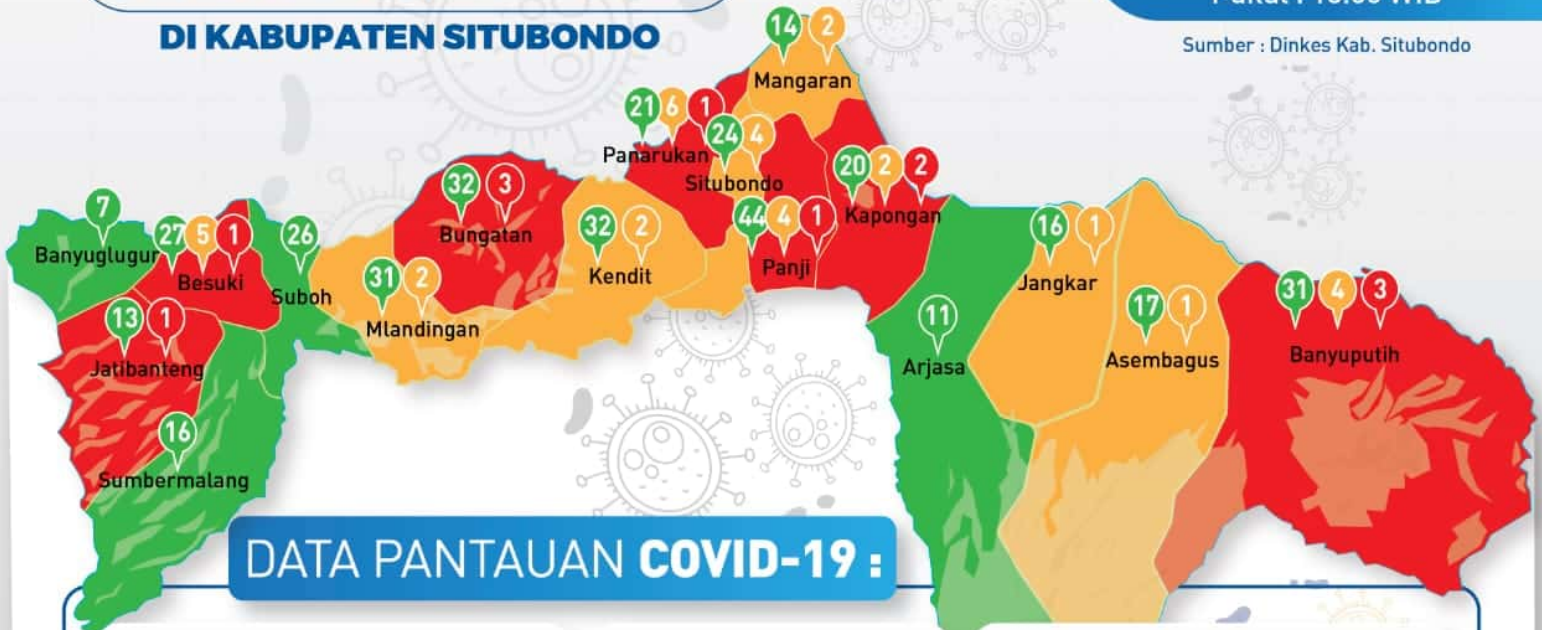 DI KABUPATEN SITUBONDO
Sumber : Dinkes Kab. Situbondo
14 2
Mangaran
21 6 1
Panarukan
24 4
Situbondo
20 2 2
Kapongan
32 3
Bungatan
7
Banyuglugur
27 5 1
Besuki
26
Suboh
32 2
Kendit
44 4 1
Panji
16 1
Jangkar
31 2
Mlandingan
13 1
Jatibanteng
11
Arjasa
17 1
Asembagus
31 4 3
Banyuputih
16
Sumbermalang
DATA PANTAUAN COVID-19 :